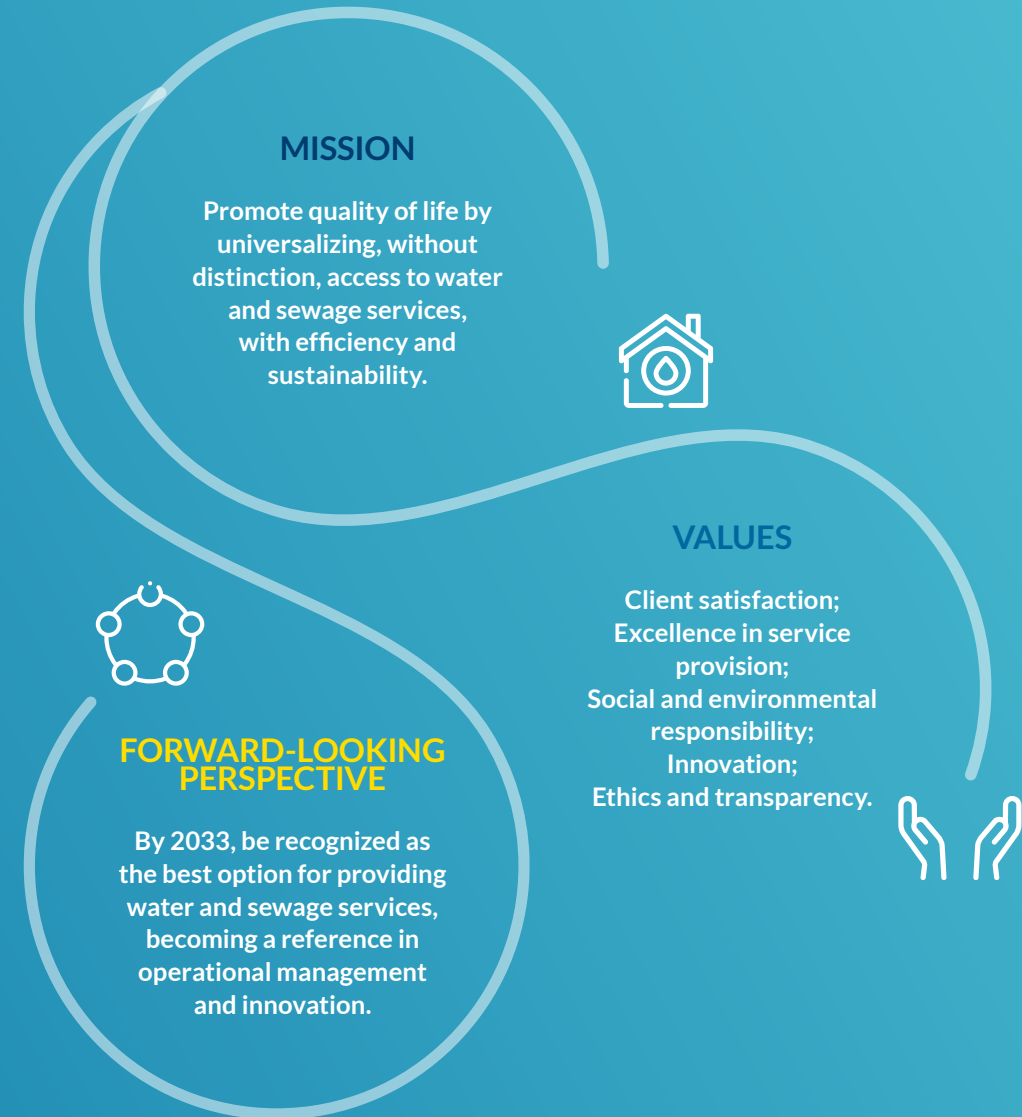 MISSION
Promote quality of life by
universalizing, without
distinction, access to water
and sewage services,
with efficiency and
sustainability.
VALUES
Client satisfaction;
Excellence in service
provision;
Social and environmental
responsibility;
Innovation;
Ethics and transparency.
FORWARD-LOOKING
PERSPECTIVE
By 2033, be recognized as
the best option for providing
water and sewage services,
becoming a reference in
operational management
and innovation.